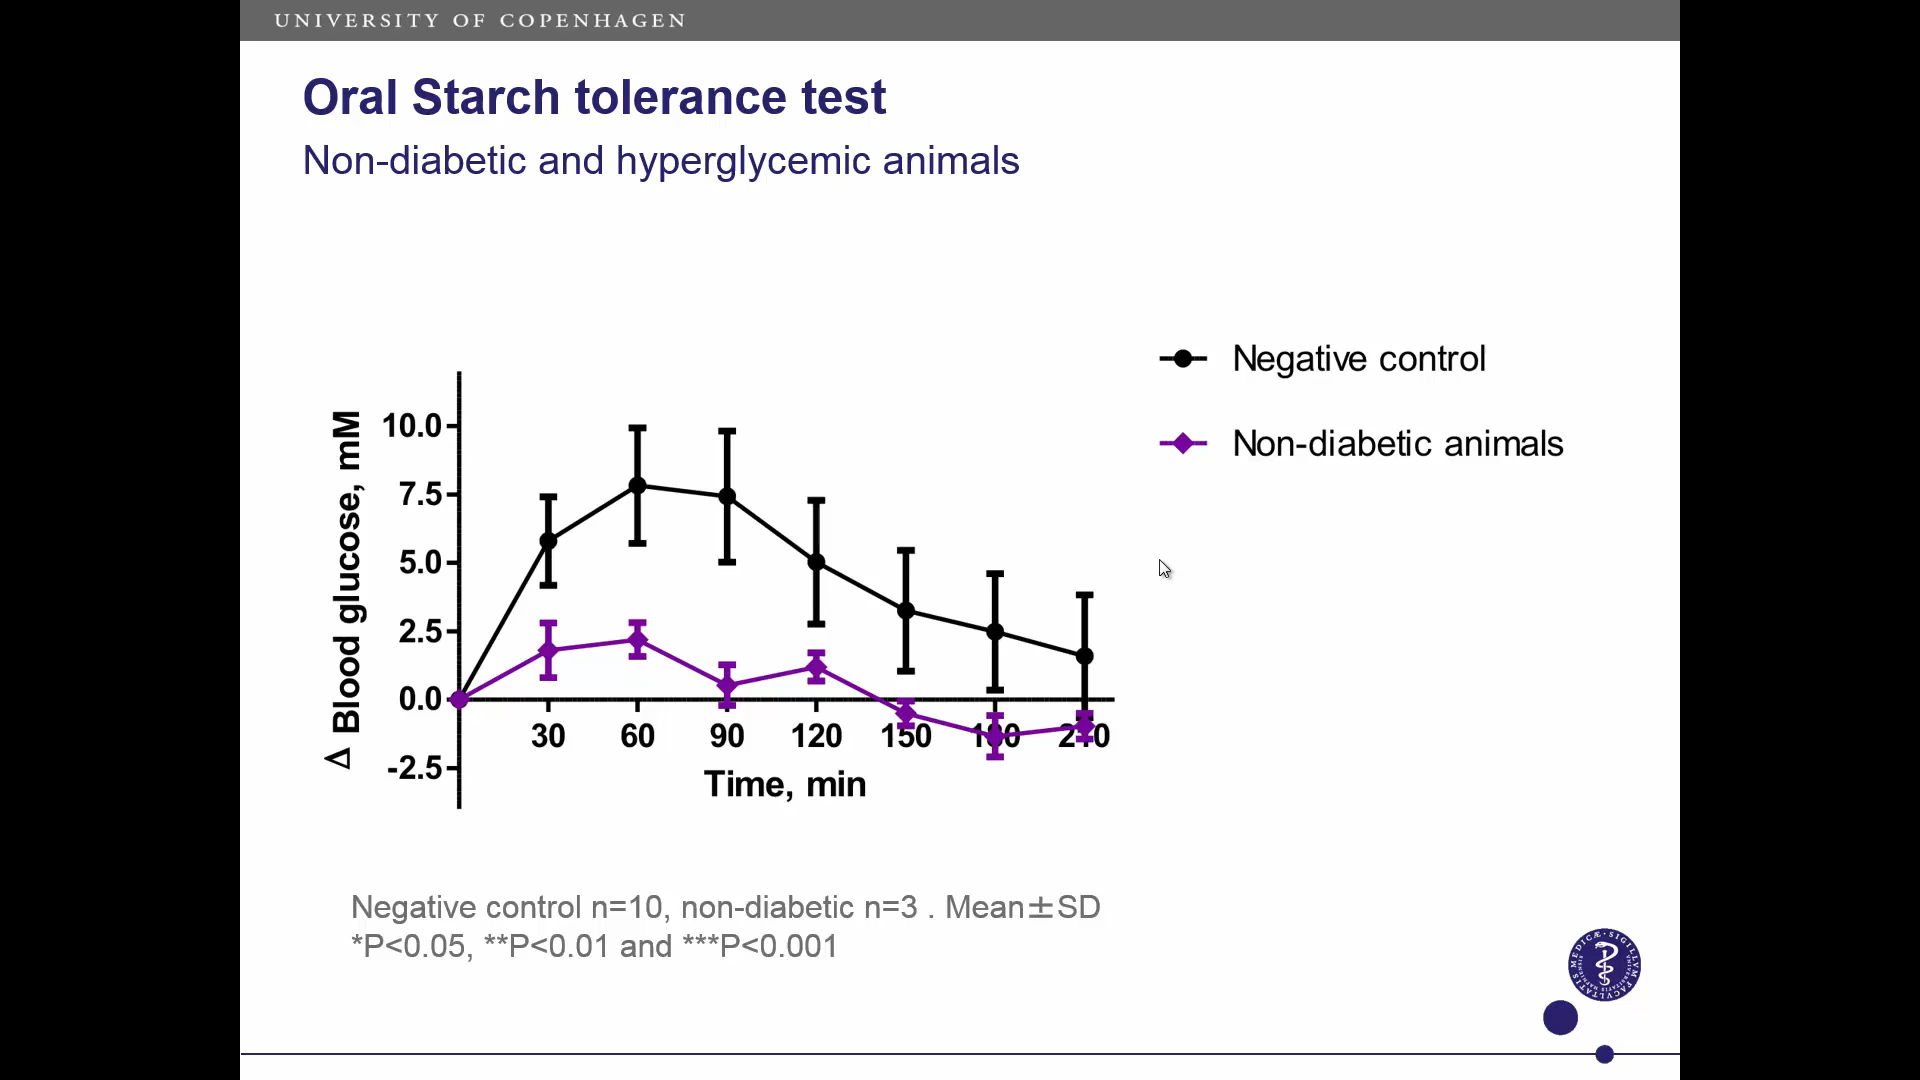 UNIVERSITY OF COPENHAGEN
Oral Starch tolerance test
Non-diabetic and hyperglycemic animals
Negative control
Non-diabetic animals
Δ Blood glucose, mM
10.0
7.5
5.0
2.5
0.0
-2.5
30 60 90 120 150 180 210
Time, min
Negative control n=10, non-diabetic n=3 . Mean±SD
*P<0.05, **P<0.01 and ***P<0.001